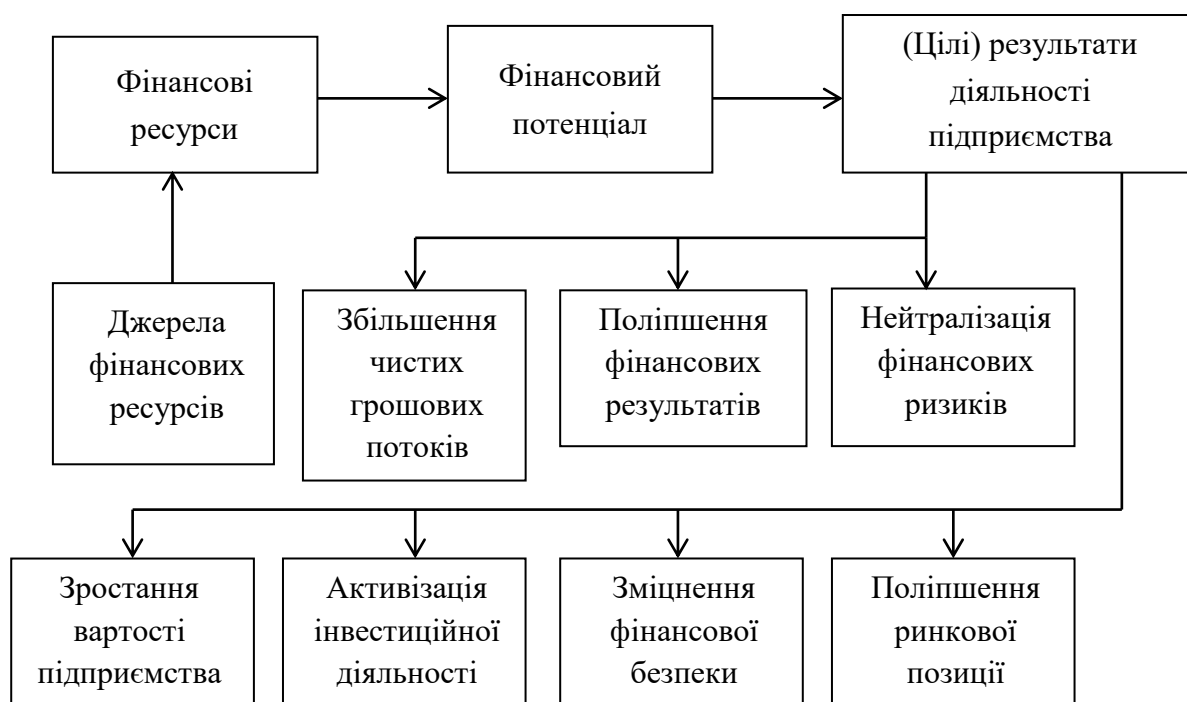 Фінансові
ресурси
Фінансовий
потенціал
(Цілі) результати
діяльності
підприємства
Джерела
фінансових
ресурсів
Збільшення
чистих
грошових
потоків
Поліпшення
фінансових
результатів
Нейтралізація
фінансових
ризиків
Зростання
вартості
підприємства
Активізація
інвестиційної
діяльності
Зміцнення
фінансової
безпеки
Поліпшення
ринкової
позиції